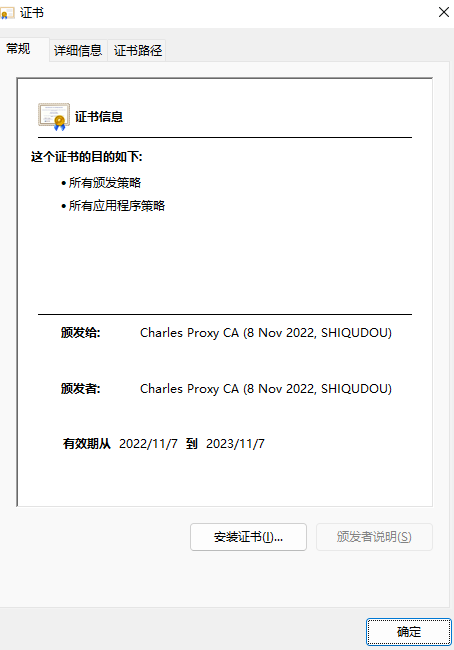 证书
常规 详细信息 证书路径
证书信息
这个证书的目的如下:
• 所有颁发策略
• 所有应用程序策略
颁发给: Charles Proxy CA (8 Nov 2022, SHIQUDOU)
颁发者: Charles Proxy CA (8 Nov 2022, SHIQUDOU)
有效期从 2022/11/7 到 2023/11/7
安装证书(I)... 颁发者说明(S)
确定